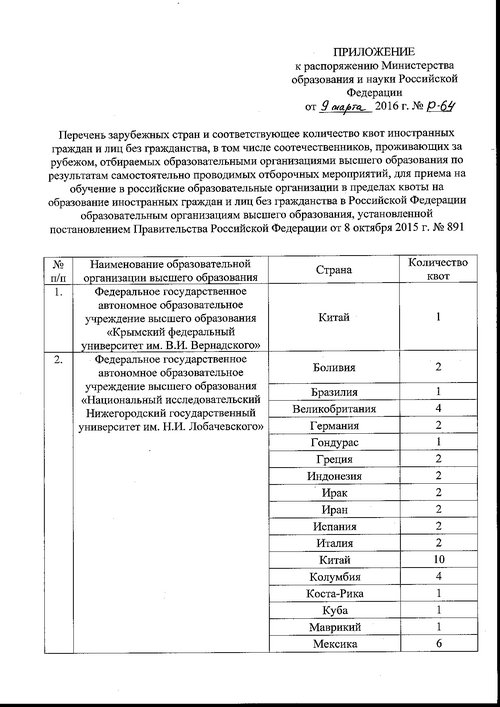 ПРИЛОЖЕНИЕ
к распоряжению Министерства
образования и науки Российской
Федерации
от 9 марта 2016 г. № Р-64
Перечень зарубежных стран и соответствующее количество квот иностранных
граждан и лиц без гражданства, в том числе соотечественников, проживающих за
рубежом, отбираемых образовательными организациями высшего образования по
результатам самостоятельно проводимых отборочных мероприятий, для приема на
обучение в российские образовательные организации в пределах квоты на
образование иностранных граждан и лиц без гражданства в Российской Федерации
образовательным организациям высшего образования, установленной
постановлением Правительства Российской Федерации от 8 октября 2015 г. № 891
№ п/п Наименование образовательной организации высшего образования Страна Количество квот
1. Федеральное государственное
автономное образовательное
учреждение высшего образования
«Крымский федеральный
университет им. В.И. Вернадского»
Китай 1
2. Федеральное государственное
автономное образовательное
учреждение высшего образования
«Национальный исследовательский
Нижегородский государственный
университет им. Н.И. Лобачевского»
Боливия 2
Бразилия 1
Великобритания 4
Германия 2
Гондурас 1
Греция 2
Индонезия 2
Ирак 2
Иран 2
Испания 2
Италия 2
Китай 10
Колумбия 4
Коста-Рика 1
Куба 1
Маврикий 1
Мексика 6